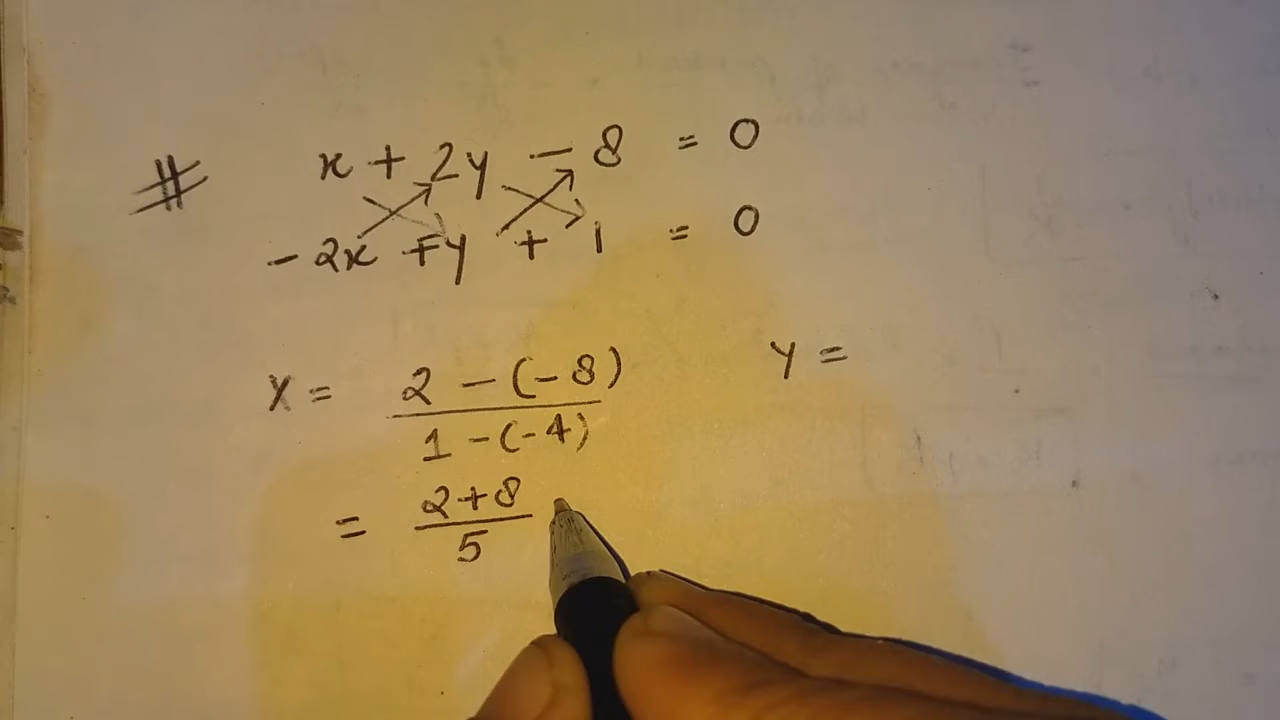 # x + 2y - 8 = 0
- 2x + y + 1 = 0
x = 2 - (-8) / 1 - (-4) y =
= 2+8 / 5